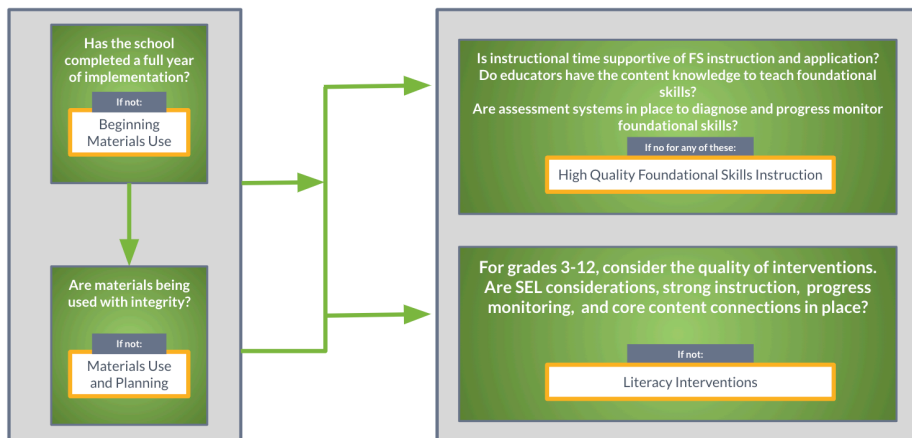 Has the school
completed a full year
of implementation?
If not:
Beginning
Materials Use
Are materials being
used with integrity?
If not:
Materials Use
and Planning
Is instructional time supportive of FS instruction and application?
Do educators have the content knowledge to teach foundational
skills?
Are assessment systems in place to diagnose and progress monitor
foundational skills?
If no for any of these:
High Quality Foundational Skills Instruction
For grades 3-12, consider the quality of interventions.
Are SEL considerations, strong instruction, progress
monitoring, and core content connections in place?
If not:
Literacy Interventions